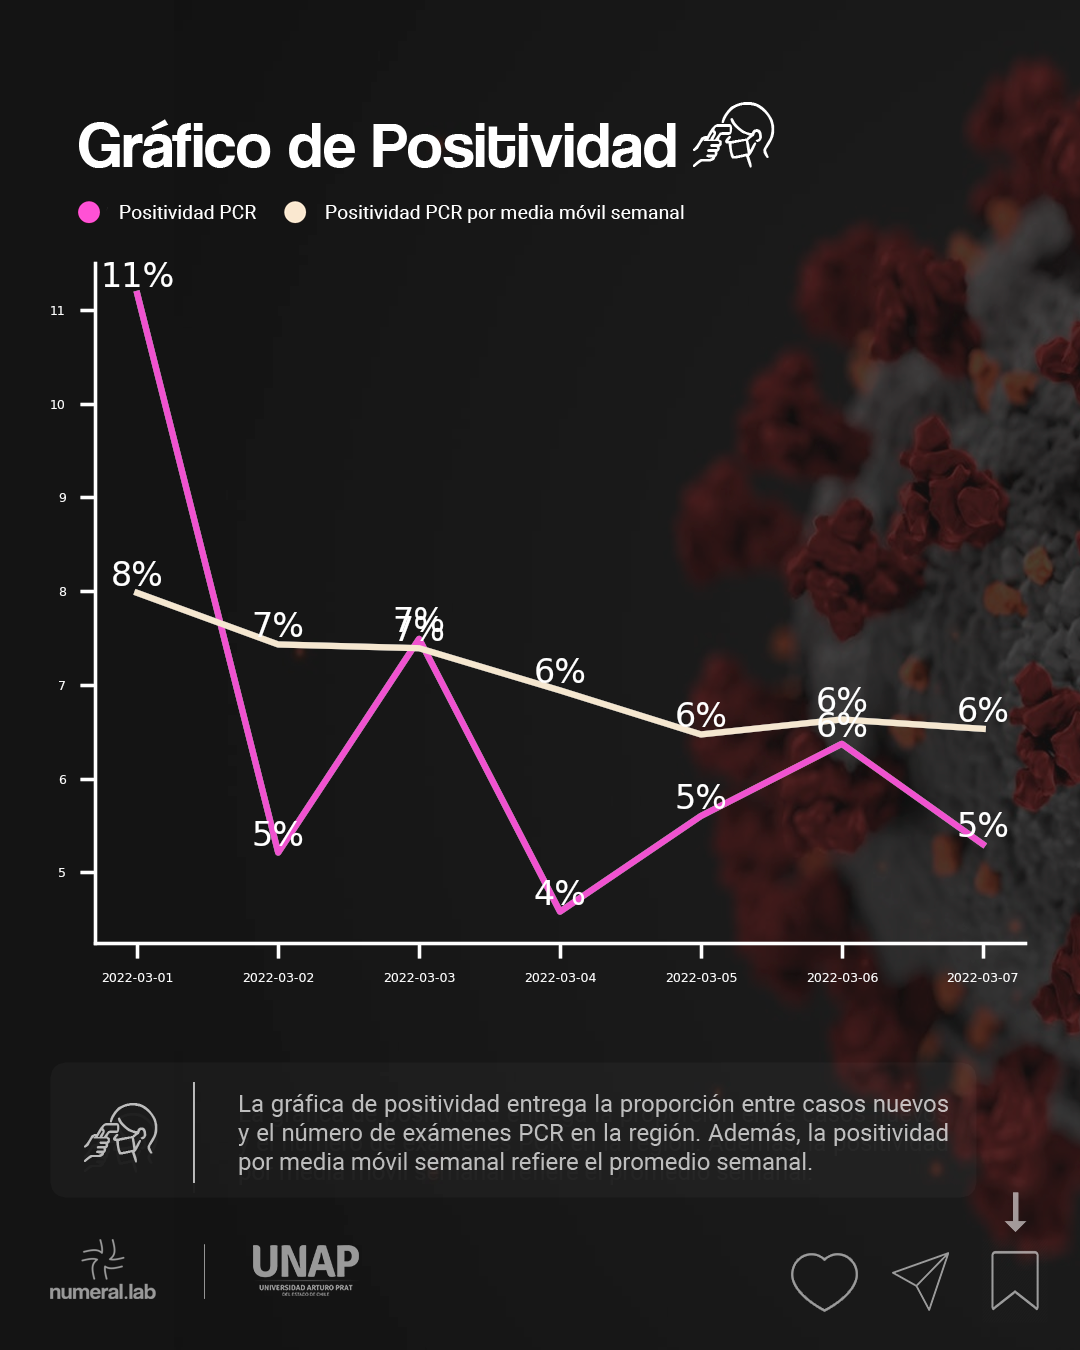 Gráfico de Positividad
Positividad PCR
Positividad PCR por media móvil semanal
11%
11
10
9
8%
8
7%
7%
7%
6%
7
6%
6%
6%
6%
6
5%
5%
5%
5
4%
2022-03-01
2022-03-02
2022-03-03
2022-03-04
2022-03-05
2022-03-06
2022-03-07
La gráfica de positividad entrega la proporción entre casos nuevos
y el número de exámenes PCR en la región. Además, la positividad
por media móvil semanal refiere el promedio semanal.
numeral.lab
UNAP
UNIVERSIDAD ARTURO PRAT
DEL ESTADO DE CHILE